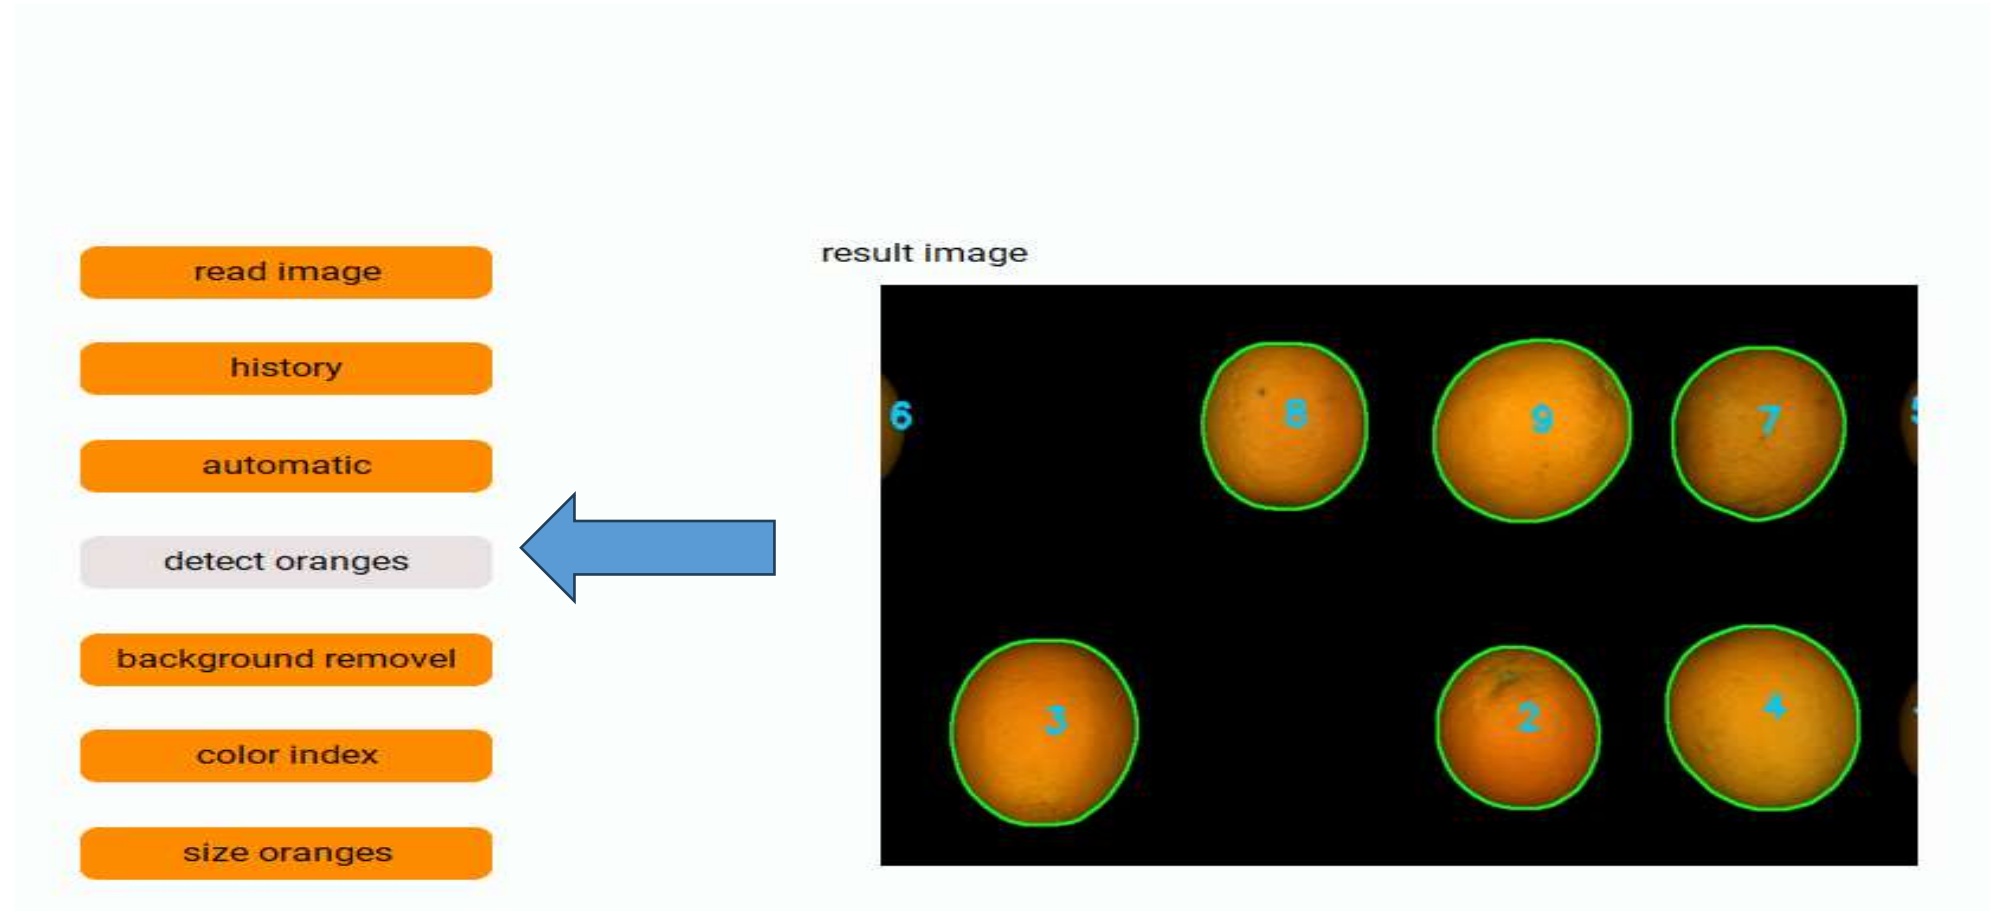 result image
read image
history
automatic
detect oranges
background removel
color index
size oranges
6
8
9
7
3
2
4